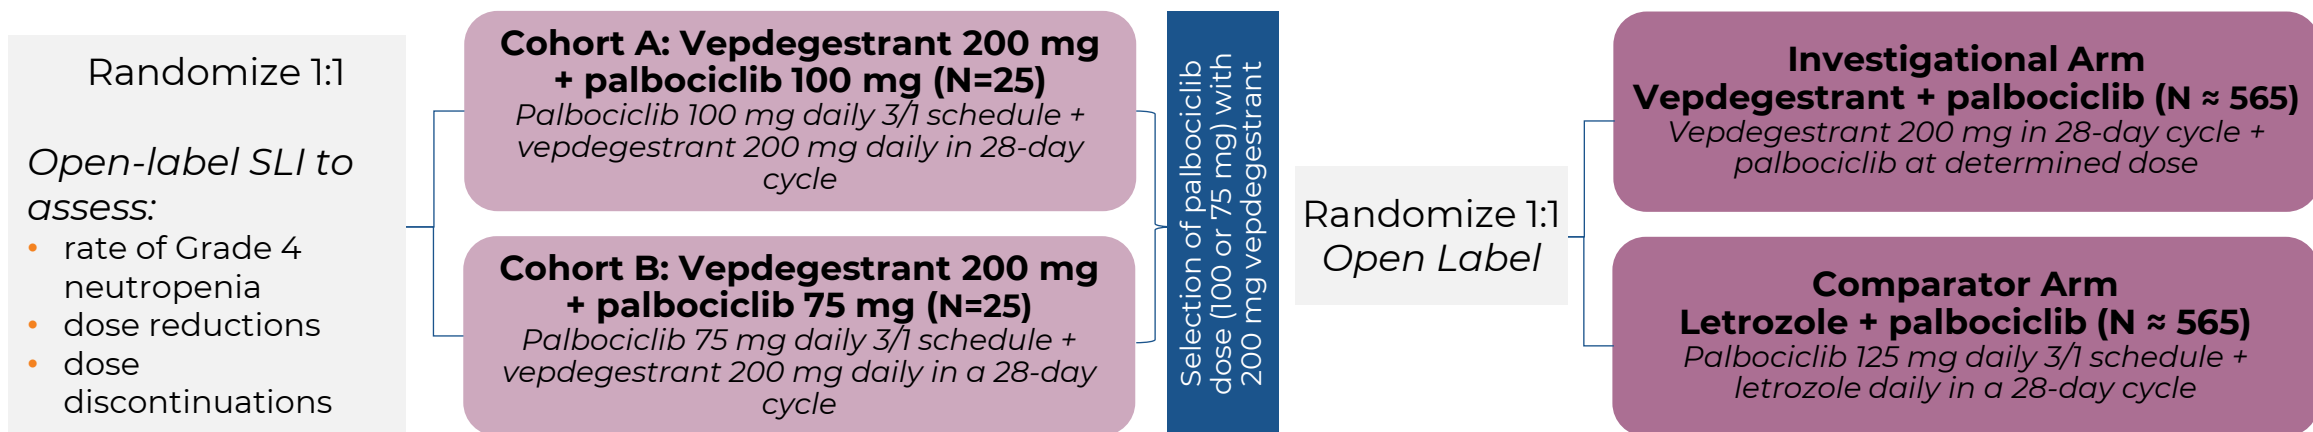 Randomize 1:1
Open-label SLI to
assess:
• rate of Grade 4
neutropenia
• dose reductions
• dose
discontinuations
Cohort A: Vepdegestrant 200 mg
+ palbociclib 100 mg (N=25)
Palbociclib 100 mg daily 3/1 schedule +
vepdegestrant 200 mg daily in 28-day
cycle
Cohort B: Vepdegestrant 200 mg
+ palbociclib 75 mg (N=25)
Palbociclib 75 mg daily 3/1 schedule +
vepdegestrant 200 mg daily in a 28-day
cycle
Selection of palbociclib
dose (100 or 75 mg) with
200 mg vepdegestrant
Randomize 1:1
Open Label
Investigational Arm
Vepdegestrant + palbociclib (N ≈ 565)
Vepdegestrant 200 mg in 28-day cycle +
palbociclib at determined dose
Comparator Arm
Letrozole + palbociclib (N ≈ 565)
Palbociclib 125 mg daily 3/1 schedule +
letrozole daily in a 28-day cycle